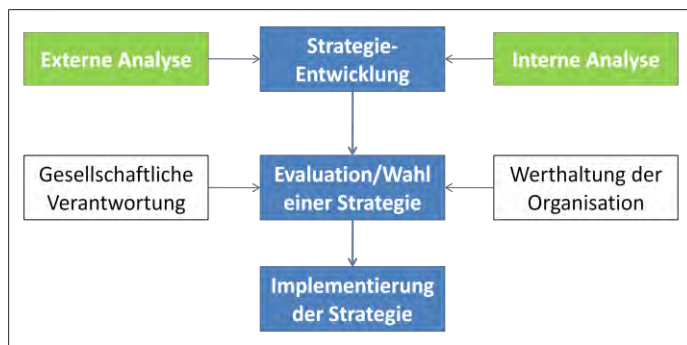 Externe Analyse
Strategie-
Entwicklung
Interne Analyse
Gesellschaftliche
Verantwortung
Evaluation/Wahl
einer Strategie
Werthaltung der
Organisation
Implementierung
der Strategie